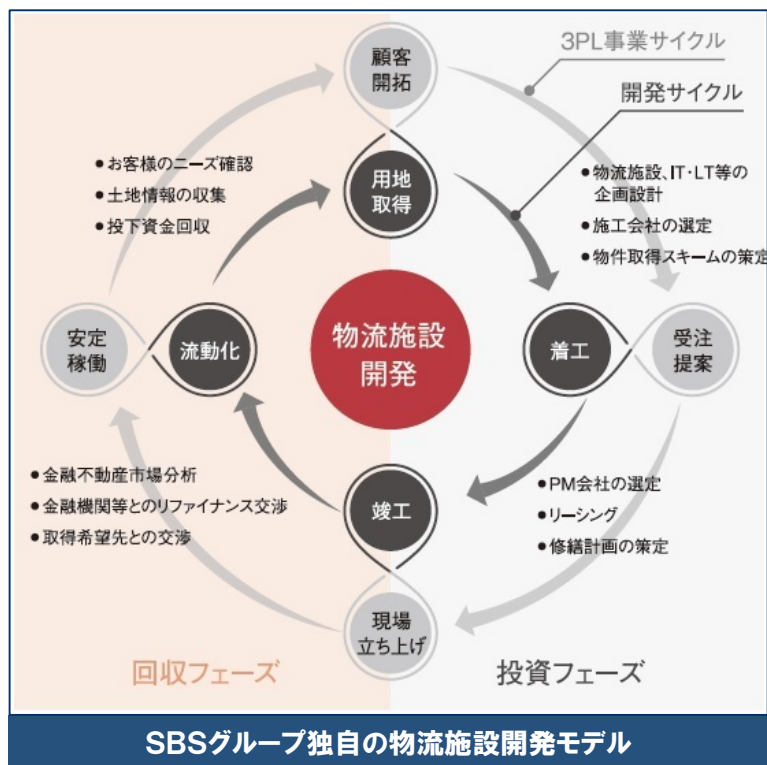 顧客
開拓
3PL事業サイクル
開発サイクル
用地
取得
●お客様のニーズ確認
●土地情報の収集
●投下資金回収
●物流施設、IT・LT等の
企画設計
●施工会社の選定
●物件取得スキームの策定
安定
稼働
流動化
物流施設
開発
着工
受注
提案
竣工
●金融不動産市場分析
●金融機関等とのリファイナンス交渉
●取得希望先との交渉
●PM会社の選定
●リーシング
●修繕計画の策定
現場
立ち上げ
回収フェーズ
投資フェーズ
SBSグループ独自の物流施設開発モデル